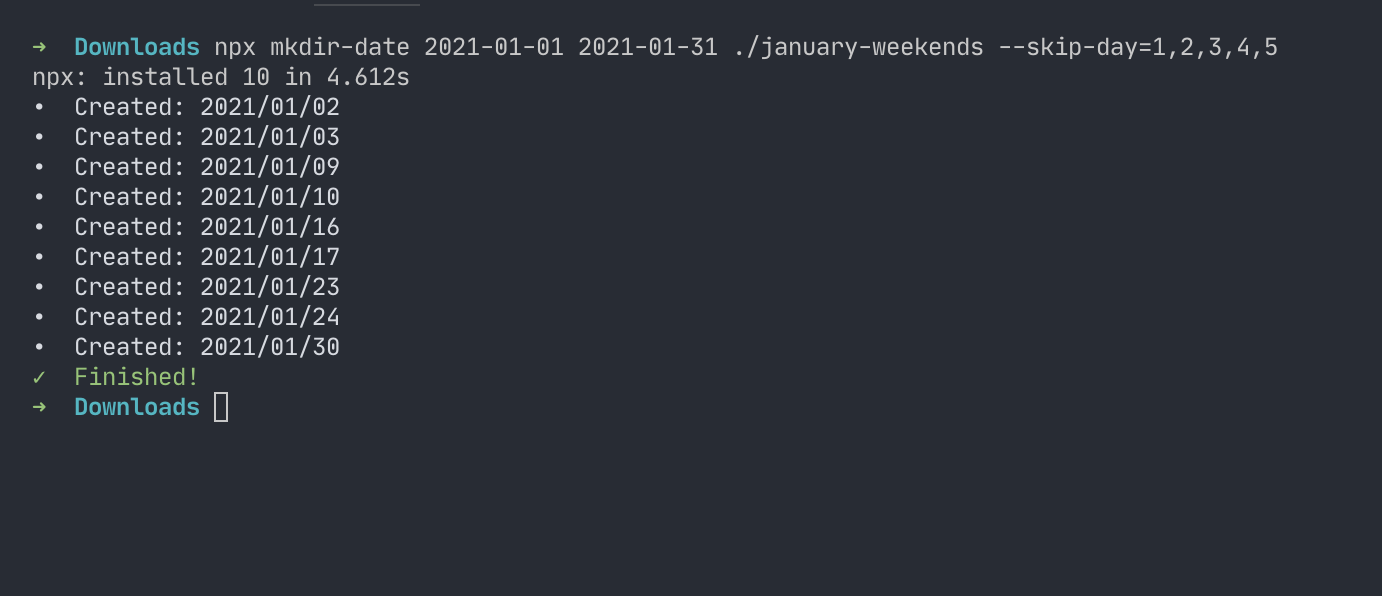 ➜  Downloads npx mkdir-date 2021-01-01 2021-01-31 ./january-weekends --skip-day=1,2,3,4,5
npx: installed 10 in 4.612s
•  Created: 2021/01/02
•  Created: 2021/01/03
•  Created: 2021/01/09
•  Created: 2021/01/10
•  Created: 2021/01/16
•  Created: 2021/01/17
•  Created: 2021/01/23
•  Created: 2021/01/24
•  Created: 2021/01/30
✓  Finished!
➜  Downloads